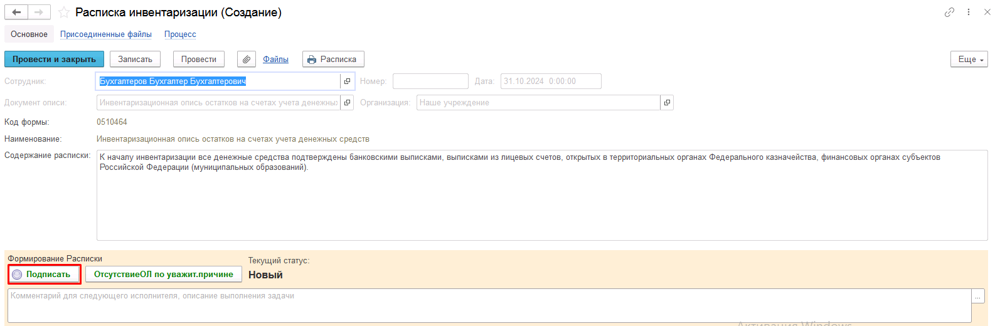 Расписка инвентаризации (Создание)
Основное Присоединенные файлы Процесс
Провести и закрыть Записать Провести Файлы Расписка Еще
Сотрудник: Бухгалтеров Бухгалтер Бухгалтерович Номер: Дата: 31.10.2024 0:00:00
Документ описи: Инвентаризационная опись остатков на счетах учета денежных Организация: Наше учреждение
Код формы: 0510464
Наименование: Инвентаризационная опись остатков на счетах учета денежных средств
Содержание расписки: К началу инвентаризации все денежные средства подтверждены банковскими выписками, выписками из лицевых счетов, открытых в территориальных органах Федерального казначейства, финансовых органах субъектов
Российской Федерации (муниципальных образований).
Формирование Расписки Текущий статус:
Подписать ОтсутствиеОЛ по уважит.причине Новый
Комментарий для следующего исполнителя, описание выполнения задачи ...
Активация Windows